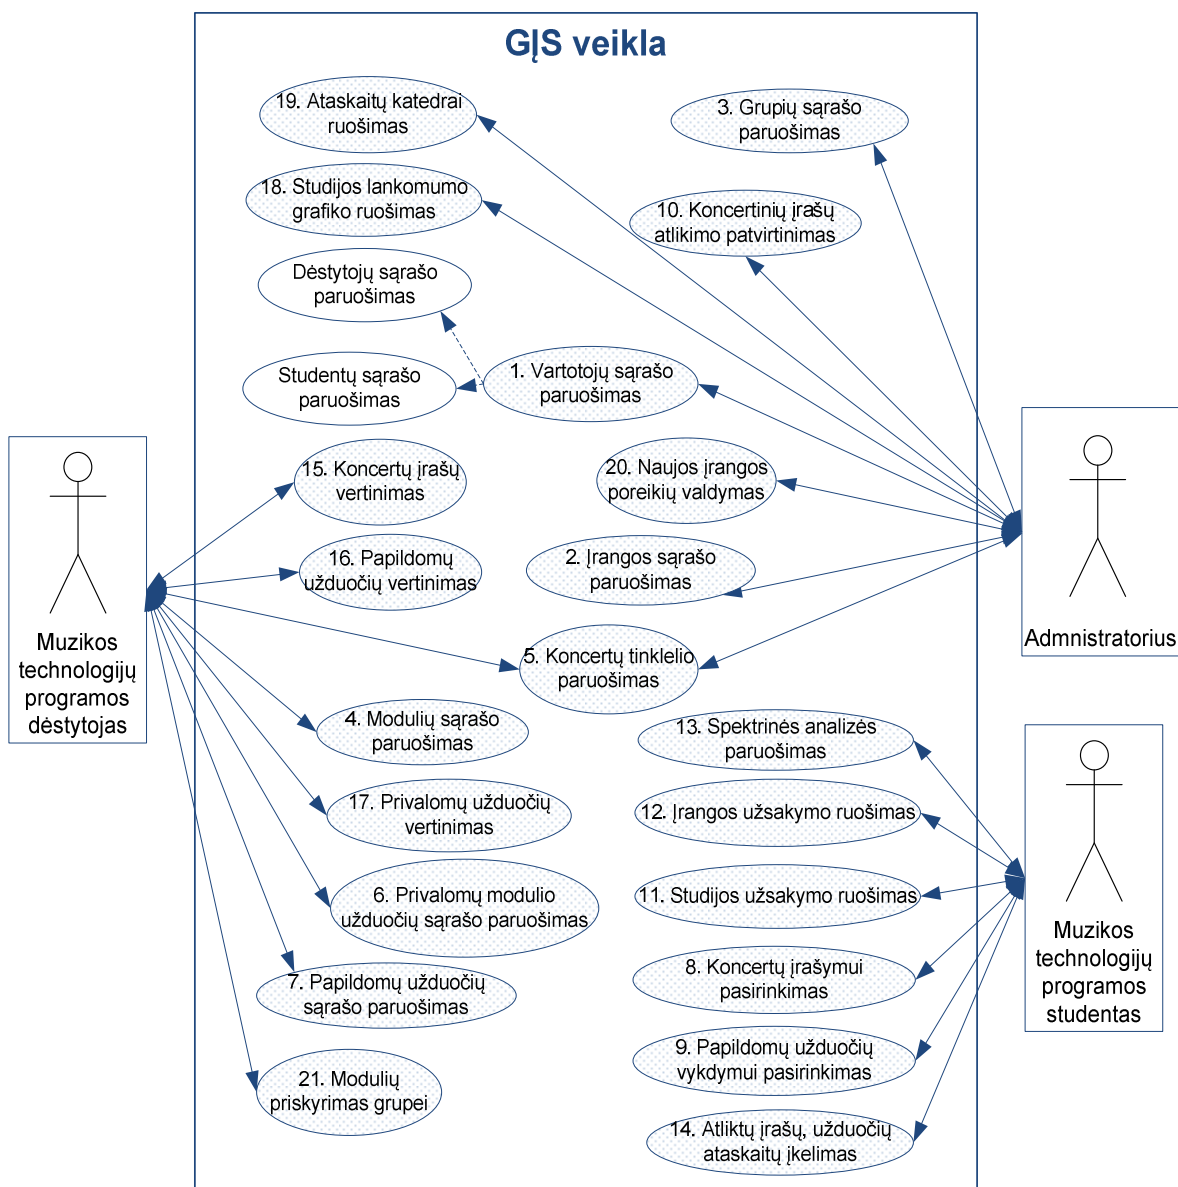 GĮS veikla
19. Ataskaitų katedrai
ruošimas
3. Grupių sąrašo
paruošimas
18. Studijos lankomumo
grafiko ruošimas
10. Koncertinių įrašų
atlikimo patvirtinimas
Dėstytojų sąrašo
paruošimas
Studentų sąrašo
paruošimas
1. Vartotojų sąrašo
paruošimas
15. Koncertų įrašų
vertinimas
20. Naujos įrangos
poreikių valdymas
16. Papildomų
užduočių vertinimas
2. Įrangos sąrašo
paruošimas
Muzikos
technologijų
programos
dėstytojas
Admnistratorius
5. Koncertų tinklelio
paruošimas
4. Modulių sąrašo
paruošimas
13. Spektrinės analizės
paruošimas
17. Privalomų užduočių
vertinimas
12. Įrangos užsakymo ruošimas
6. Privalomų modulio
užduočių sąrašo paruošimas
11. Studijos užsakymo ruošimas
Muzikos
technologijų
programos
studentas
7. Papildomų užduočių
sąrašo paruošimas
8. Koncertų įrašymui
pasirinkimas
9. Papildomų užduočių
vykdymui pasirinkimas
21. Modulių
priskyrimas grupei
14. Atliktų įrašų, užduočių
ataskaitų įkėlimas